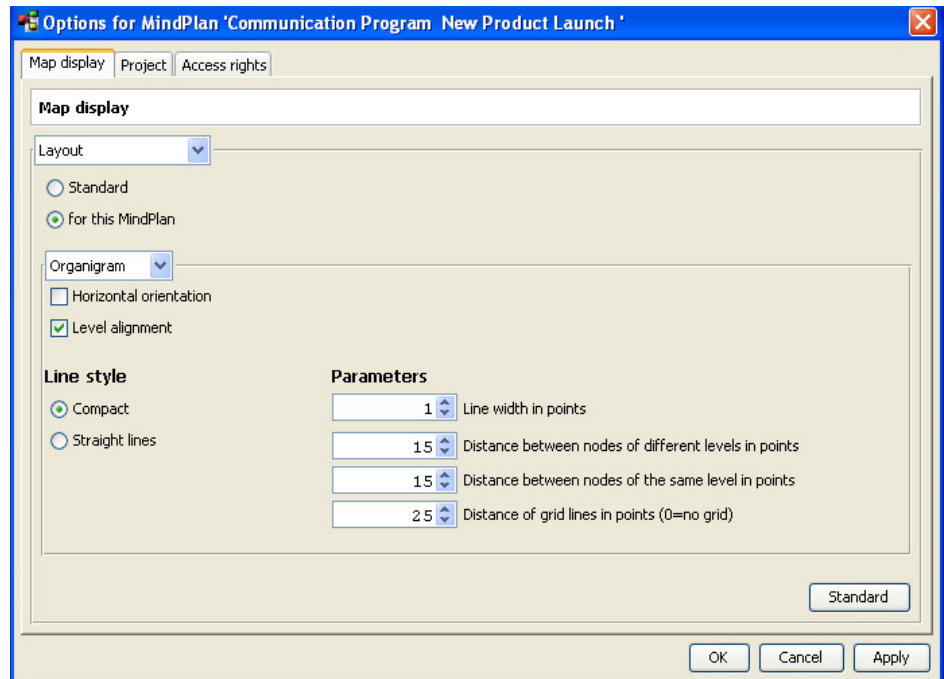 Options for MindPlan 'Communication Program  New Product Launch '
Map display Project Access rights
Map display
Layout
Standard
for this MindPlan
Organigram
Horizontal orientation
Level alignment
Line style Parameters
Compact 1 Line width in points
Straight lines 15 Distance between nodes of different levels in points
15 Distance between nodes of the same level in points
25 Distance of grid lines in points (0=no grid)
Standard
OK Cancel Apply